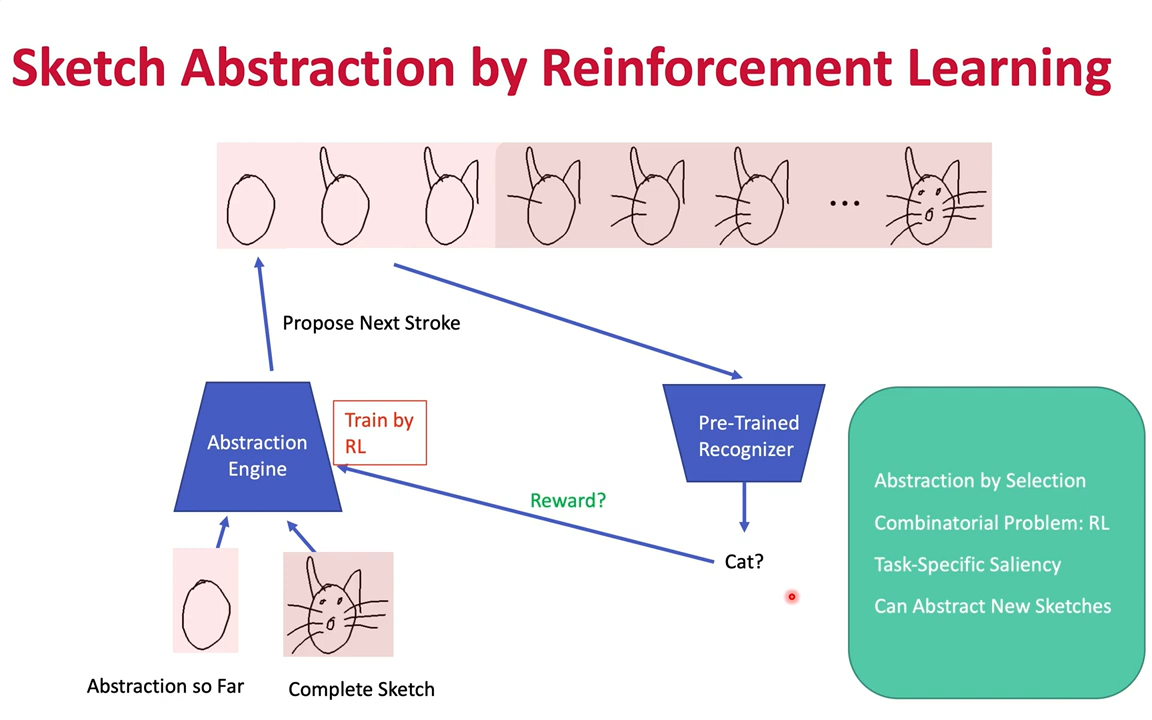 Sketch Abstraction by Reinforcement Learning
...
Propose Next Stroke
Abstraction
Engine
Train by
RL
Pre-Trained
Recognizer
Reward?
Cat?
Abstraction by Selection
Combinatorial Problem: RL
Task-Specific Saliency
Can Abstract New Sketches
Abstraction so Far
Complete Sketch